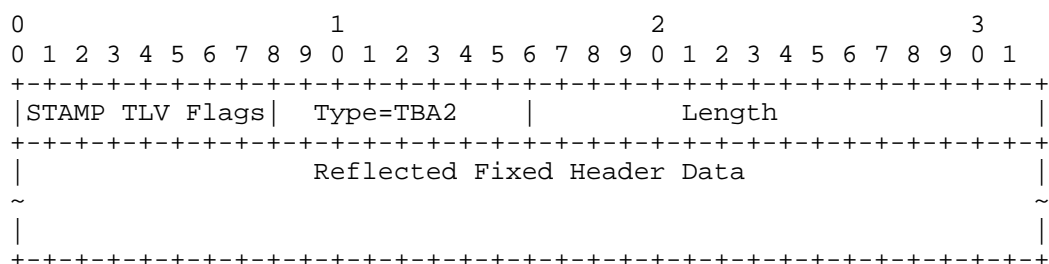 0                   1                   2                   3
0 1 2 3 4 5 6 7 8 9 0 1 2 3 4 5 6 7 8 9 0 1 2 3 4 5 6 7 8 9 0 1
+-+-+-+-+-+-+-+-+-+-+-+-+-+-+-+-+-+-+-+-+-+-+-+-+-+-+-+-+-+-+-+-+
|STAMP TLV Flags|  Type=TBA2    |         Length                |
+-+-+-+-+-+-+-+-+-+-+-+-+-+-+-+-+-+-+-+-+-+-+-+-+-+-+-+-+-+-+-+-+
|                  Reflected Fixed Header Data                  |
~                                                               ~
|                                                               |
+-+-+-+-+-+-+-+-+-+-+-+-+-+-+-+-+-+-+-+-+-+-+-+-+-+-+-+-+-+-+-+-+